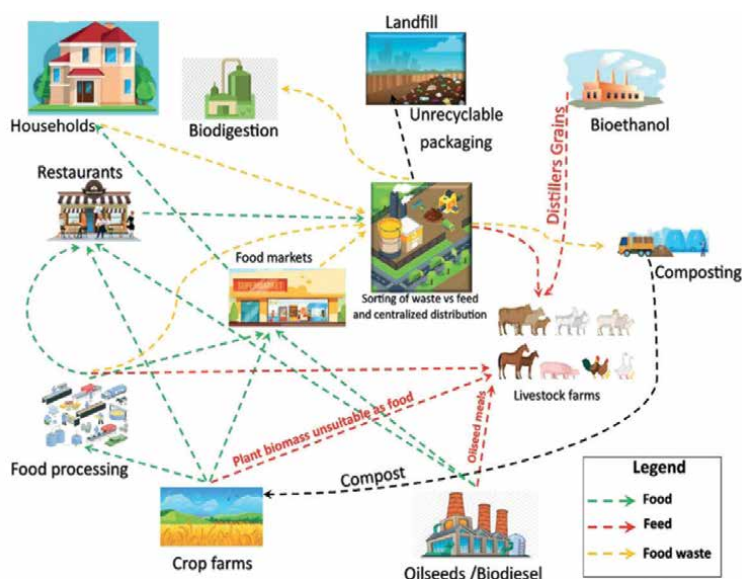 Landfill
Households
Biodigestion
Unrecyclable
packaging
Bioethanol
Restaurants
Distillers Grains
Food markets
SUPERMARKET
Sorting of waste vs feed
and centralized distribution
Composting
Livestock farms
Plant biomass unsuitable as food
Oilseed meals
Food processing
Compost
Crop farms
Oilseeds /Biodiesel
Legend
Food
Feed
Food waste